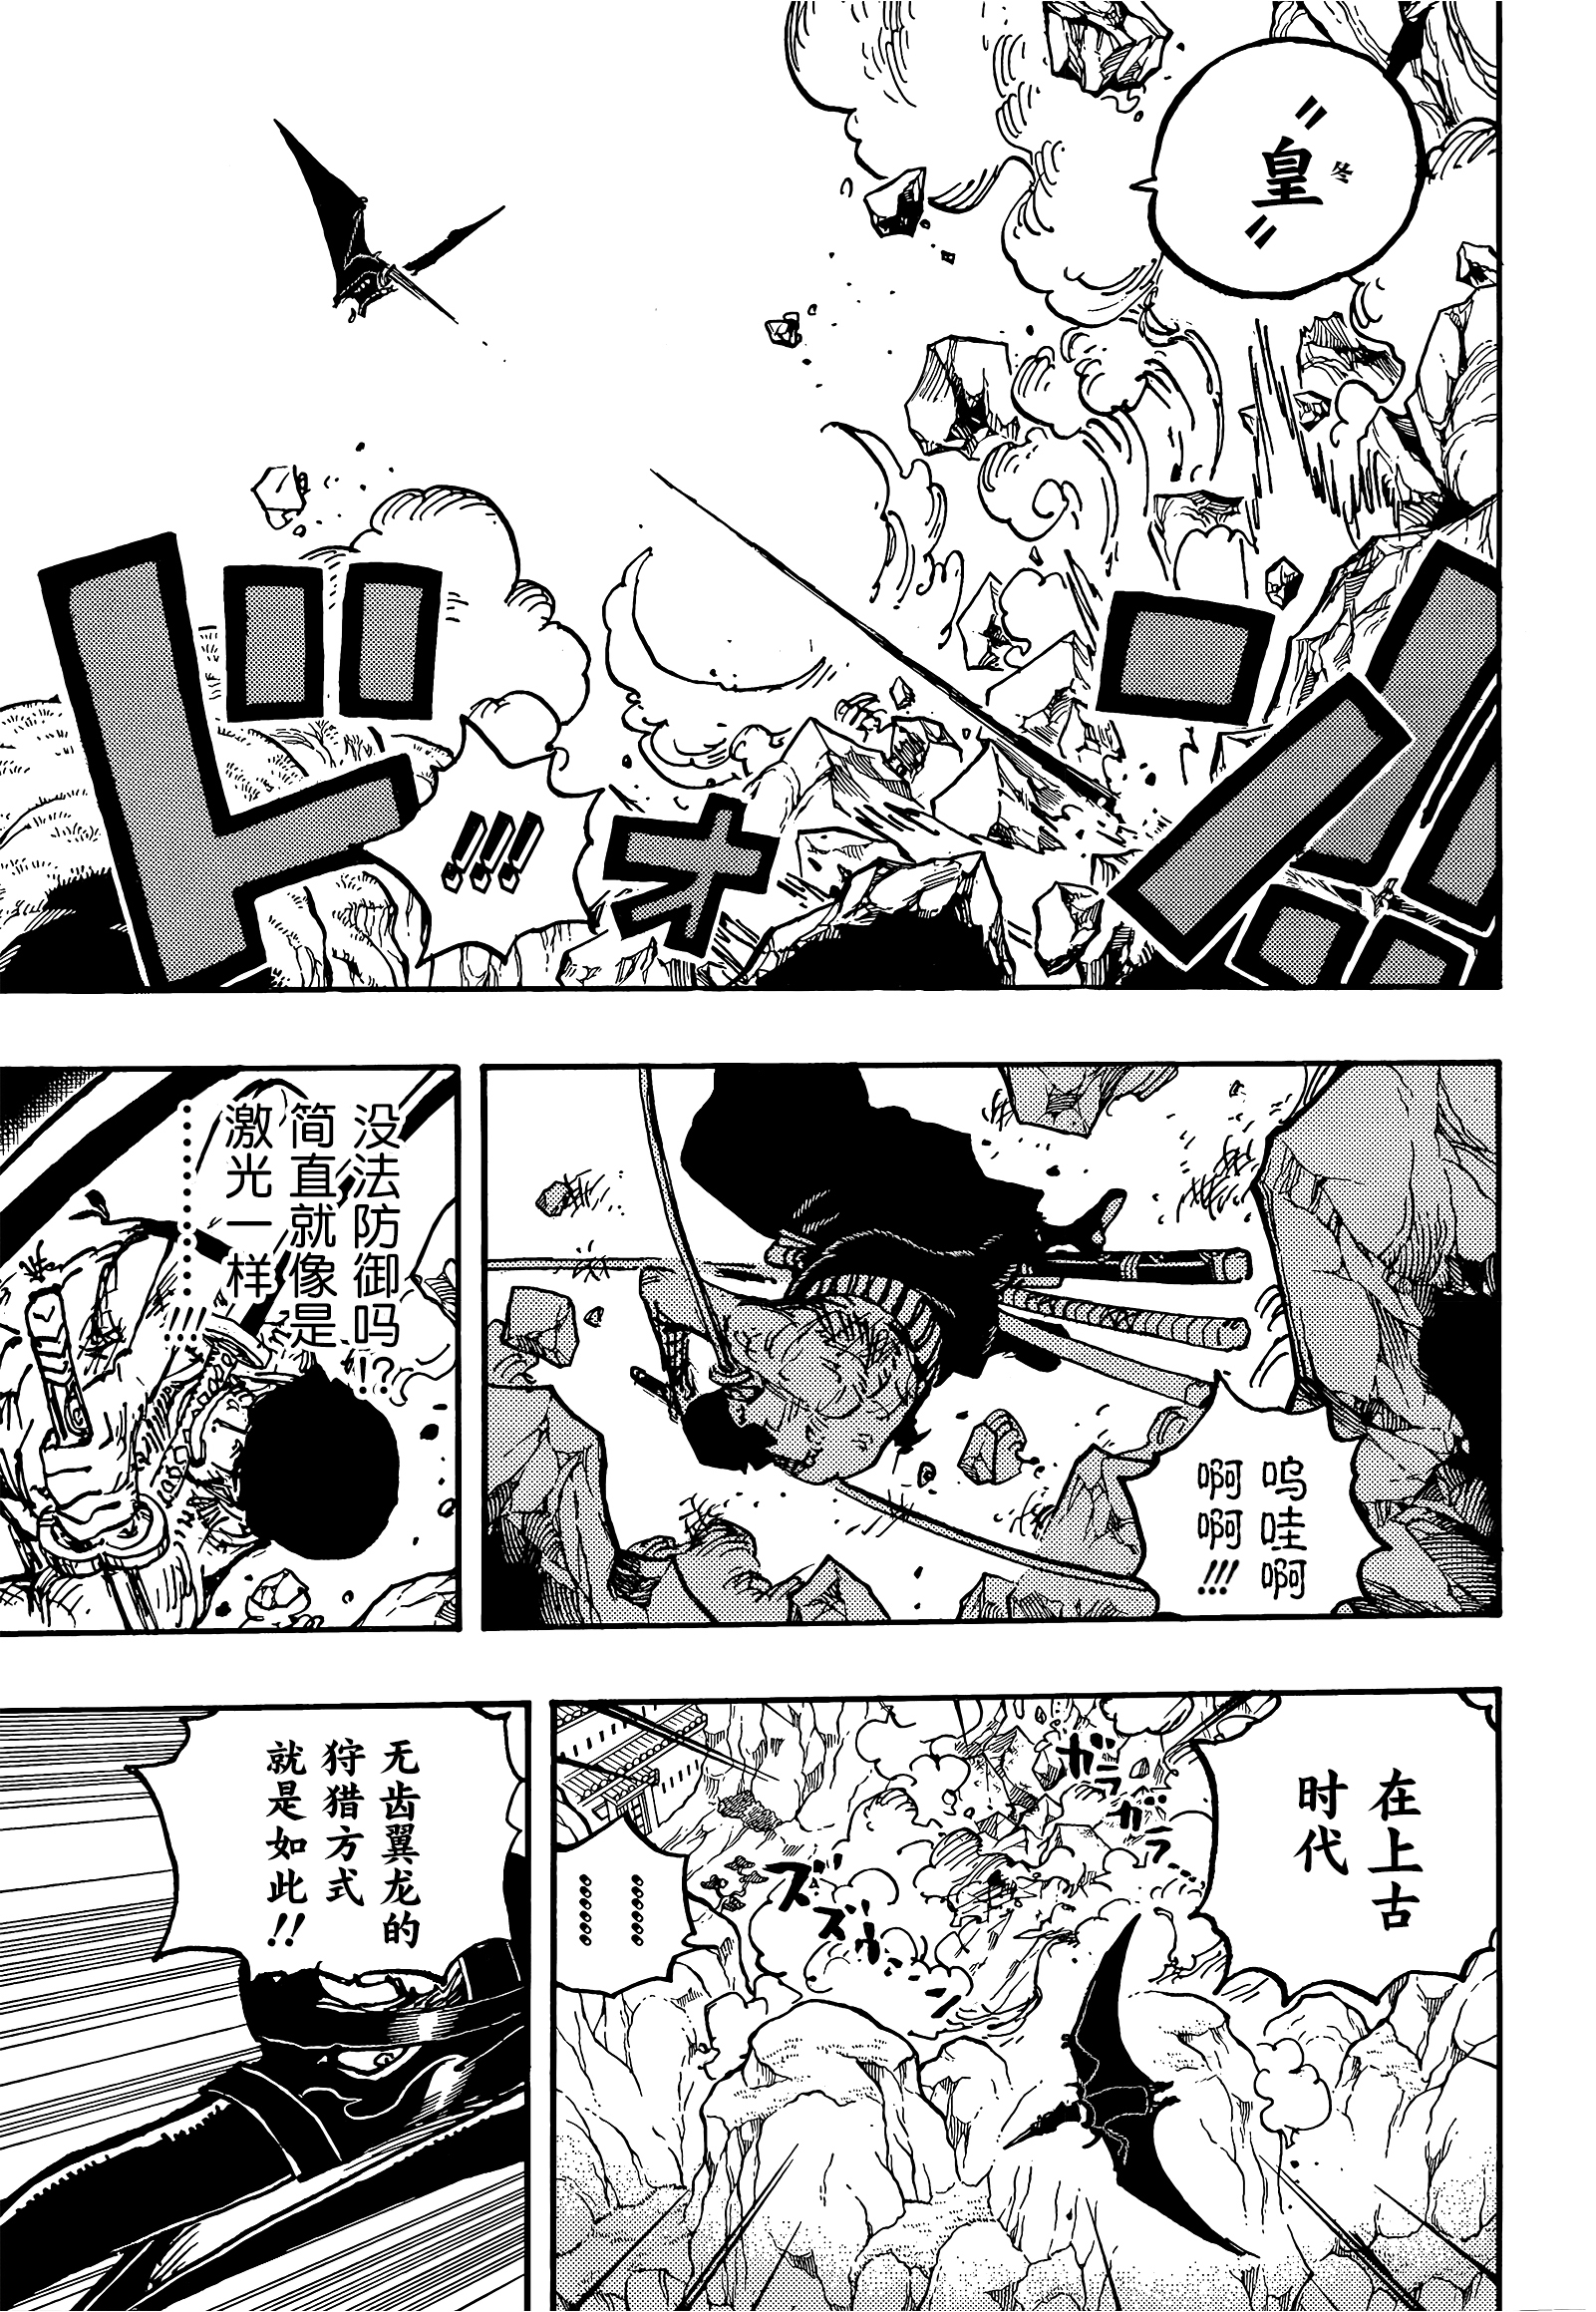 〝皇〟
冬
ドドォ
!!!
呜哇啊
啊啊!!!
没法防御吗!?
简直就像是
激光一样
…………!!!
在上古
时代
ガラ
ガラ
ズズゥン
……
……
无齿翼龙的
狩猎方式
就是如此!!